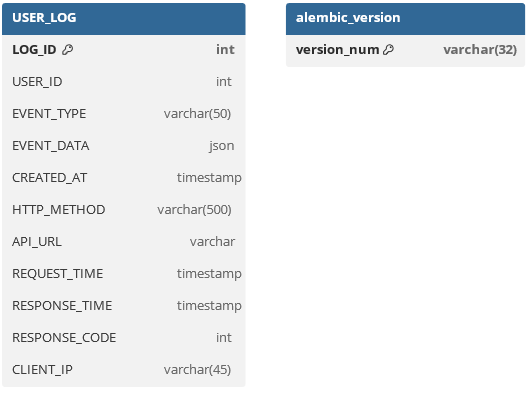 USER_LOG
LOG_ID int
USER_ID int
EVENT_TYPE varchar(50)
EVENT_DATA json
CREATED_AT timestamp
HTTP_METHOD varchar(500)
API_URL varchar
REQUEST_TIME timestamp
RESPONSE_TIME timestamp
RESPONSE_CODE int
CLIENT_IP varchar(45)
alembic_version
version_num varchar(32)